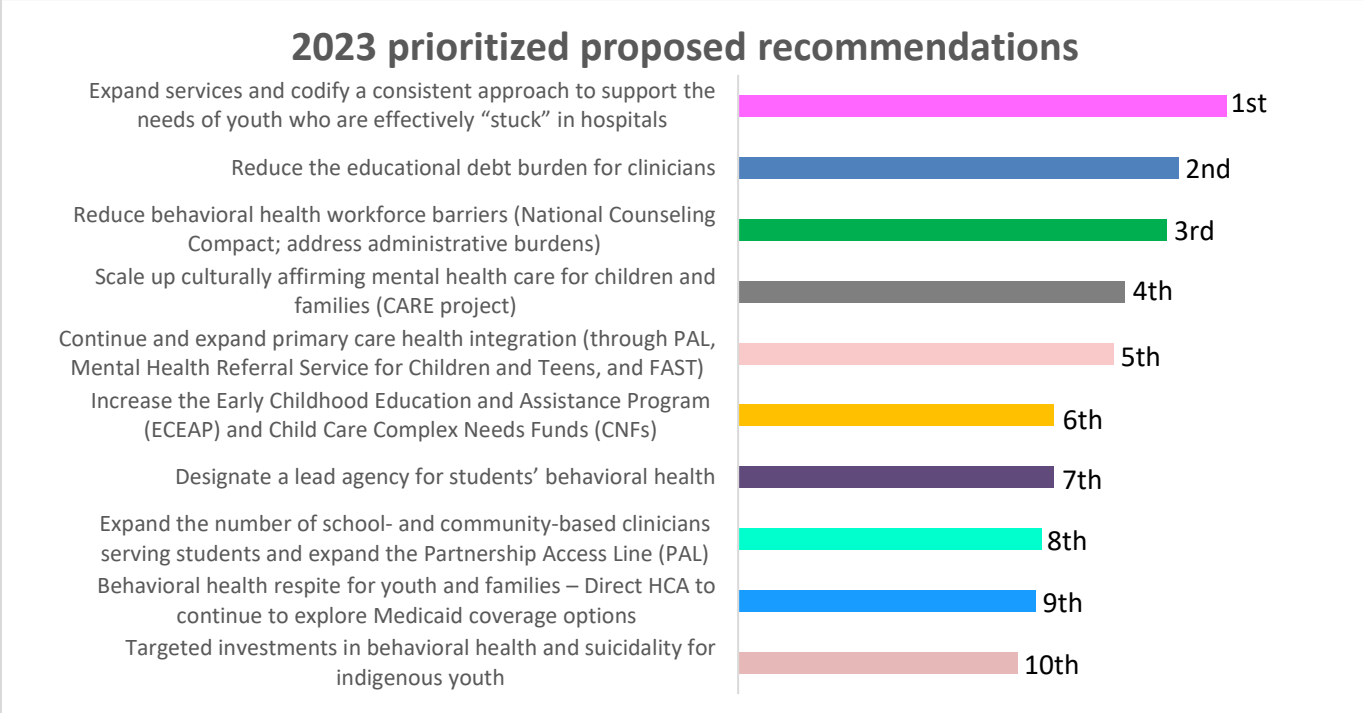 2023 prioritized proposed recommendations
Expand services and codify a consistent approach to support the
needs of youth who are effectively “stuck” in hospitals
1st
Reduce the educational debt burden for clinicians
2nd
Reduce behavioral health workforce barriers (National Counseling
Compact; address administrative burdens)
3rd
Scale up culturally affirming mental health care for children and
families (CARE project)
4th
Continue and expand primary care health integration (through PAL,
Mental Health Referral Service for Children and Teens, and FAST)
5th
Increase the Early Childhood Education and Assistance Program
(ECEAP) and Child Care Complex Needs Funds (CNFs)
6th
Designate a lead agency for students’ behavioral health
7th
Expand the number of school- and community-based clinicians
serving students and expand the Partnership Access Line (PAL)
8th
Behavioral health respite for youth and families – Direct HCA to
continue to explore Medicaid coverage options
9th
Targeted investments in behavioral health and suicidality for
indigenous youth
10th